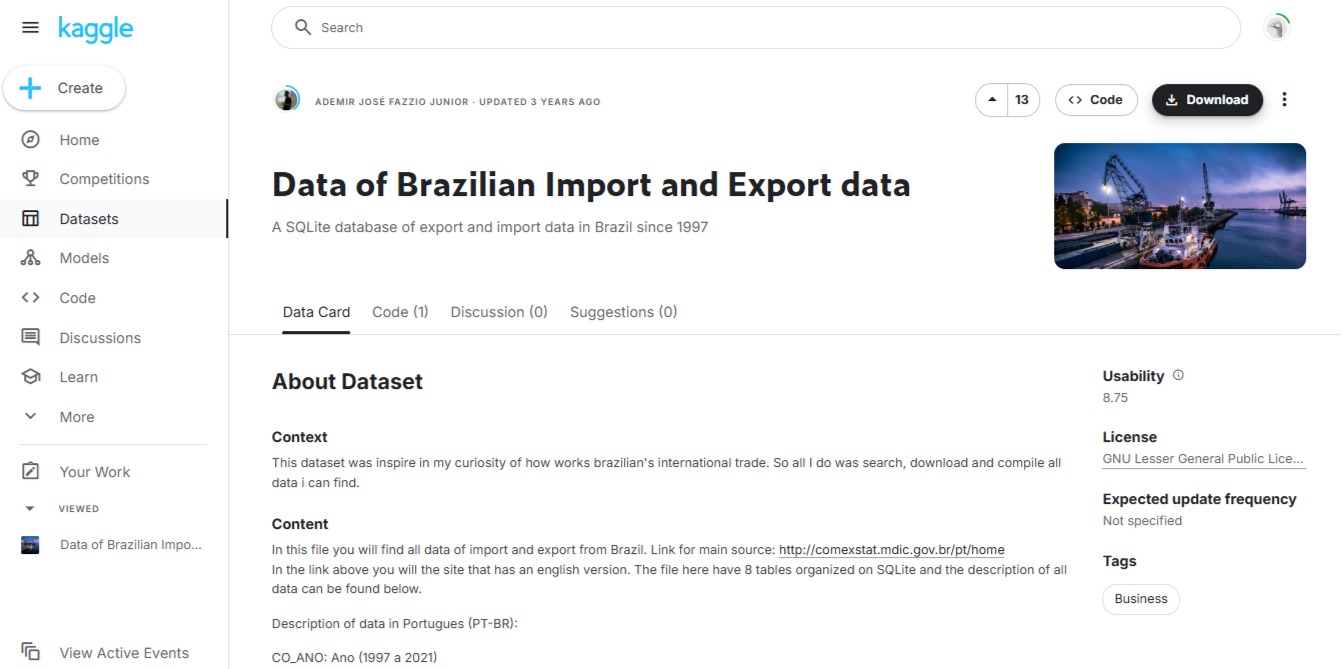 kaggle
Search
Create
Home
Competitions
Datasets
Models
Code
Discussions
Learn
More
Your Work
VIEWED
Data of Brazilian Impo...
View Active Events
ADEMIR JOSÉ FAZZIO JUNIOR · UPDATED 3 YEARS AGO
13
Code
Download
Data of Brazilian Import and Export data
A SQLite database of export and import data in Brazil since 1997
Data Card
Code (1)
Discussion (0)
Suggestions (0)
About Dataset
Context
This dataset was inspire in my curiosity of how works brazilian's international trade. So all I do was search, download and compile all
data i can find.
Content
In this file you will find all data of import and export from Brazil. Link for main source: http://comexstat.mdic.gov.br/pt/home
In the link above you will the site that has an english version. The file here have 8 tables organized on SQLite and the description of all
data can be found below.
Description of data in Portugues (PT-BR):
CO_ANO: Ano (1997 a 2021)
Usability
8.75
License
GNU Lesser General Public Lice...
Expected update frequency
Not specified
Tags
Business